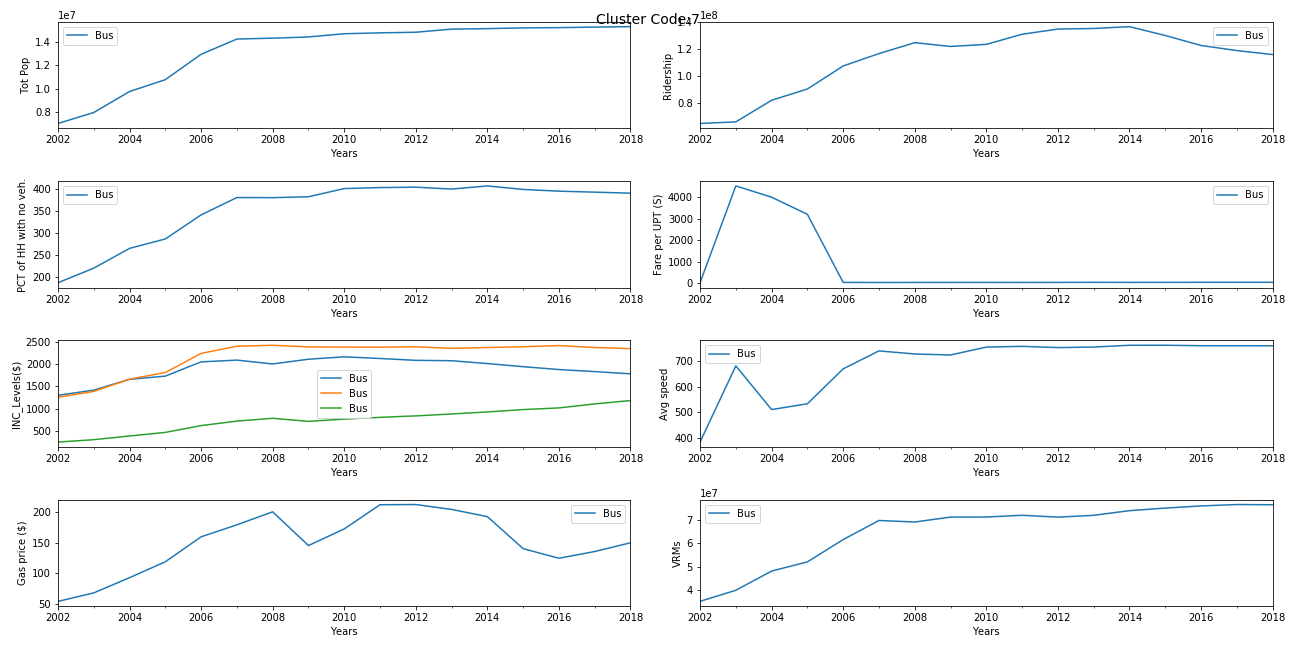 Cluster Code:7
1e7
Bus
Tot Pop
1.4
1.2
1.0
0.8
2002 2004 2006 2008 2010 2012 2014 2016 2018
Years
1e8
Bus
Ridership
1.4
1.2
1.0
0.8
2002 2004 2006 2008 2010 2012 2014 2016 2018
Years
Bus
PCT of HH with no veh.
400
350
300
250
200
2002 2004 2006 2008 2010 2012 2014 2016 2018
Years
Bus
Fare per UPT (S)
4000
3000
2000
1000
0
2002 2004 2006 2008 2010 2012 2014 2016 2018
Years
INC_Levels($)
2500
2000
1500
1000
500
Bus
Bus
Bus
2002 2004 2006 2008 2010 2012 2014 2016 2018
Years
Bus
Avg speed
700
600
500
400
2002 2004 2006 2008 2010 2012 2014 2016 2018
Years
Bus
Gas price ($)
200
150
100
50
2002 2004 2006 2008 2010 2012 2014 2016 2018
Years
1e7
Bus
VRMs
7
6
5
4
2002 2004 2006 2008 2010 2012 2014 2016 2018
Years